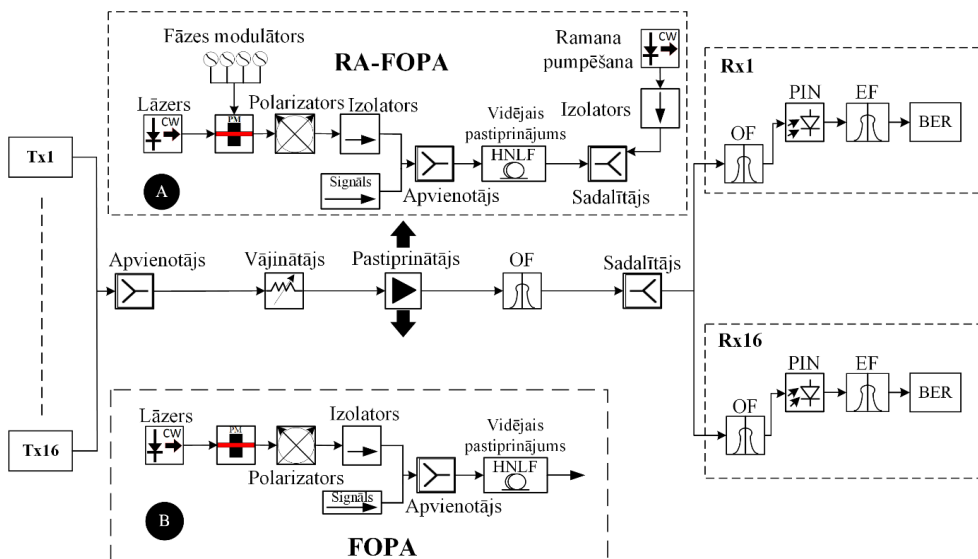 Fāzes modulātors
RA-FOPA
Ramana
pumpēšana
CW
Lāzers
CW
PM
Polarizators
Izolators
Signāls
Apvienotājs
Vidējais
pastiprinājums
HNLF
Izolators
Sadalītājs
A
Rx1
OF
PIN
EF
BER
Tx1
Tx16
Apvienotājs
Vājinātājs
Pastiprinātājs
OF
Sadalītājs
Rx16
OF
PIN
EF
BER
Lāzers
CW
PM
Polarizators
Izolators
Signāls
Apvienotājs
Vidējais
pastiprinājums
HNLF
B
FOPA